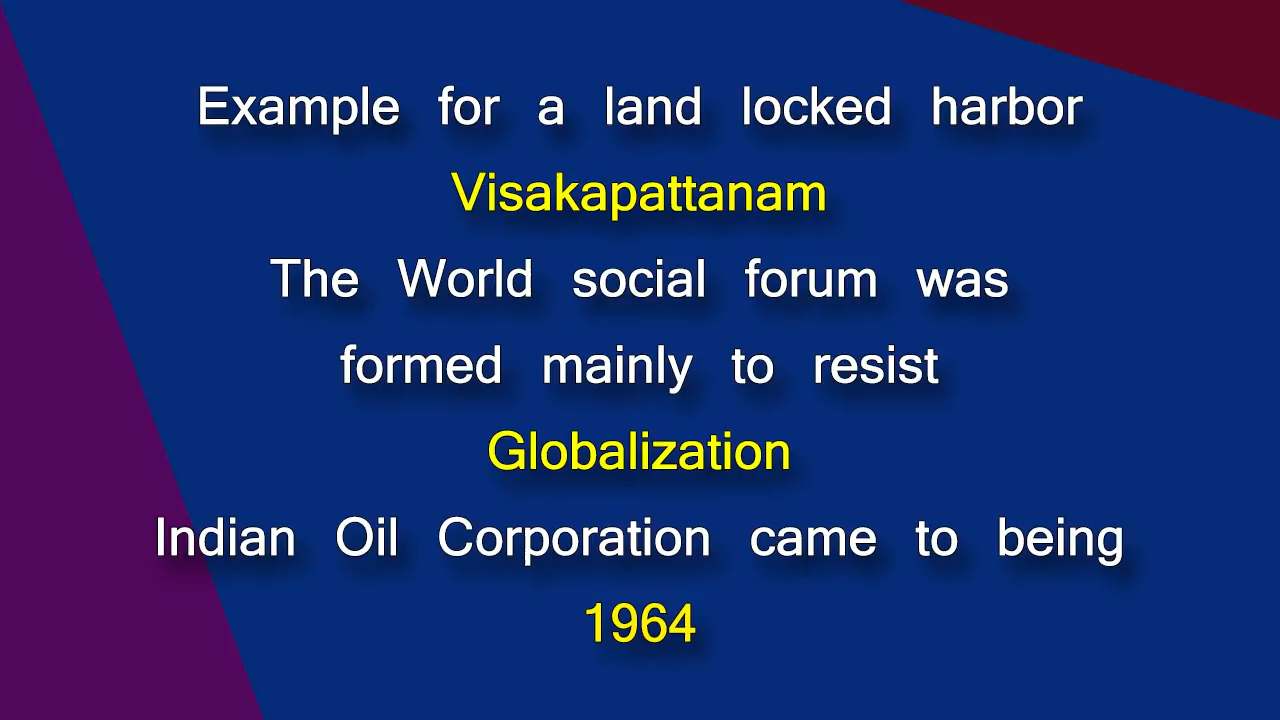 Example for a land locked harbor
Visakapattanam
The World social forum was
formed mainly to resist
Globalization
Indian Oil Corporation came to being
1964